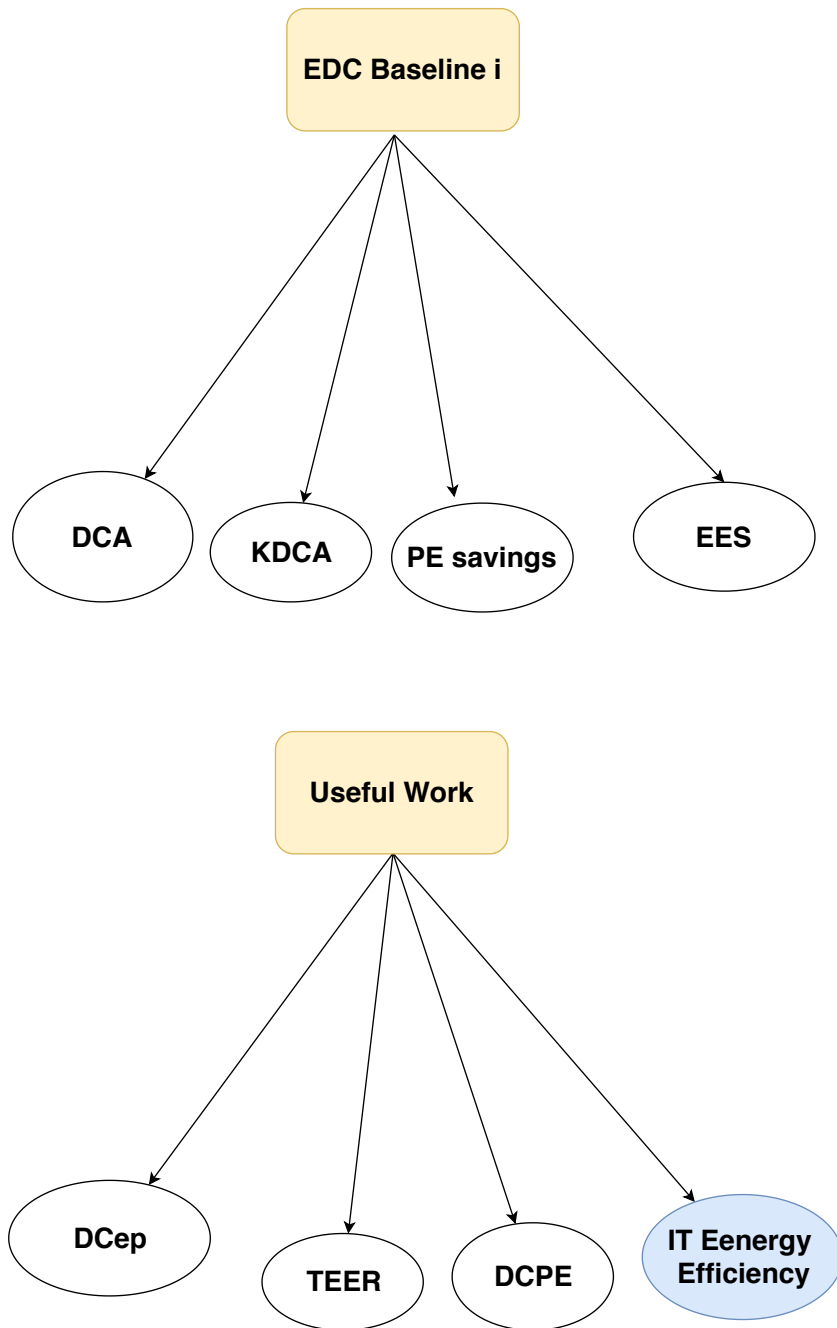 EDC Baseline i
DCA
KDCA
PE savings
EES
Useful Work
DCep
TEER
DCPE
IT Eenergy
Efficiency